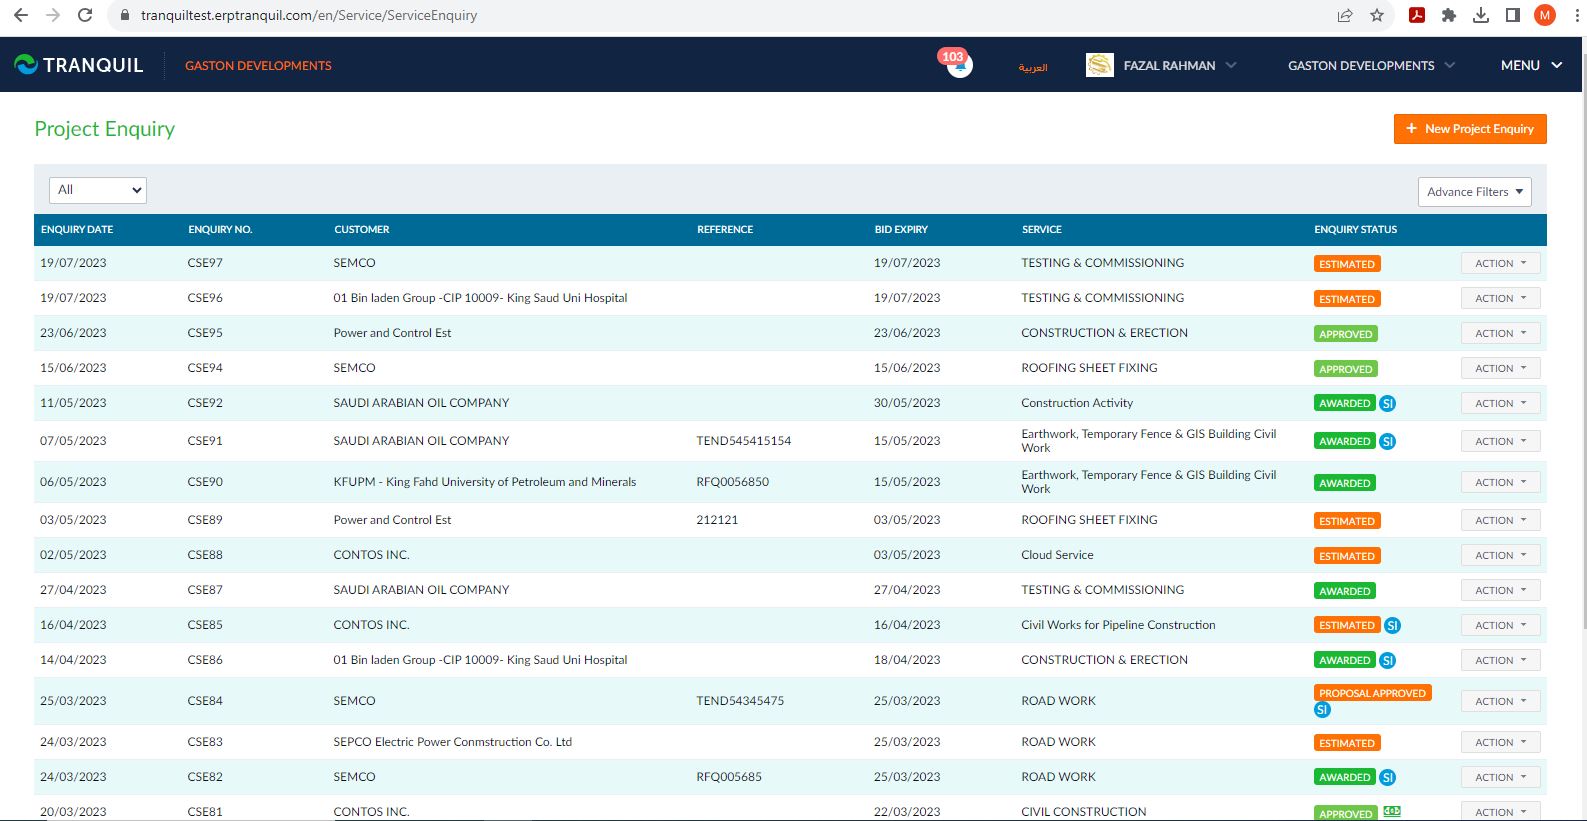 tranquiltest.erptranquil.com/en/Service/ServiceEnquiry M
TRANQUIL GASTON DEVELOPMENTS 103 العربية FAZAL RAHMAN GASTON DEVELOPMENTS MENU
Project Enquiry + New Project Enquiry
All Advance Filters
ENQUIRY DATE ENQUIRY NO. CUSTOMER REFERENCE BID EXPIRY SERVICE ENQUIRY STATUS
19/07/2023 CSE97 SEMCO 19/07/2023 TESTING & COMMISSIONING ESTIMATED ACTION
19/07/2023 CSE96 01 Bin laden Group -CIP 10009- King Saud Uni Hospital 19/07/2023 TESTING & COMMISSIONING ESTIMATED ACTION
23/06/2023 CSE95 Power and Control Est 23/06/2023 CONSTRUCTION & ERECTION APPROVED ACTION
15/06/2023 CSE94 SEMCO 15/06/2023 ROOFING SHEET FIXING APPROVED ACTION
11/05/2023 CSE92 SAUDI ARABIAN OIL COMPANY 30/05/2023 Construction Activity AWARDED SI ACTION
07/05/2023 CSE91 SAUDI ARABIAN OIL COMPANY TEND545415154 15/05/2023 Earthwork, Temporary Fence & GIS Building Civil
Work AWARDED SI ACTION
06/05/2023 CSE90 KFUPM - King Fahd University of Petroleum and Minerals RFQ0056850 15/05/2023 Earthwork, Temporary Fence & GIS Building Civil
Work AWARDED ACTION
03/05/2023 CSE89 Power and Control Est 212121 03/05/2023 ROOFING SHEET FIXING ESTIMATED ACTION
02/05/2023 CSE88 CONTOS INC. 03/05/2023 Cloud Service ESTIMATED ACTION
27/04/2023 CSE87 SAUDI ARABIAN OIL COMPANY 27/04/2023 TESTING & COMMISSIONING AWARDED ACTION
16/04/2023 CSE85 CONTOS INC. 16/04/2023 Civil Works for Pipeline Construction ESTIMATED SI ACTION
14/04/2023 CSE86 01 Bin laden Group -CIP 10009- King Saud Uni Hospital 18/04/2023 CONSTRUCTION & ERECTION AWARDED SI ACTION
25/03/2023 CSE84 SEMCO TEND54345475 25/03/2023 ROAD WORK PROPOSAL APPROVED
SI ACTION
24/03/2023 CSE83 SEPCO Electric Power Conmstruction Co. Ltd 25/03/2023 ROAD WORK ESTIMATED ACTION
24/03/2023 CSE82 SEMCO RFQ005685 25/03/2023 ROAD WORK AWARDED SI ACTION
20/03/2023 CSE81 CONTOS INC. 22/03/2023 CIVIL CONSTRUCTION APPROVED ACTION